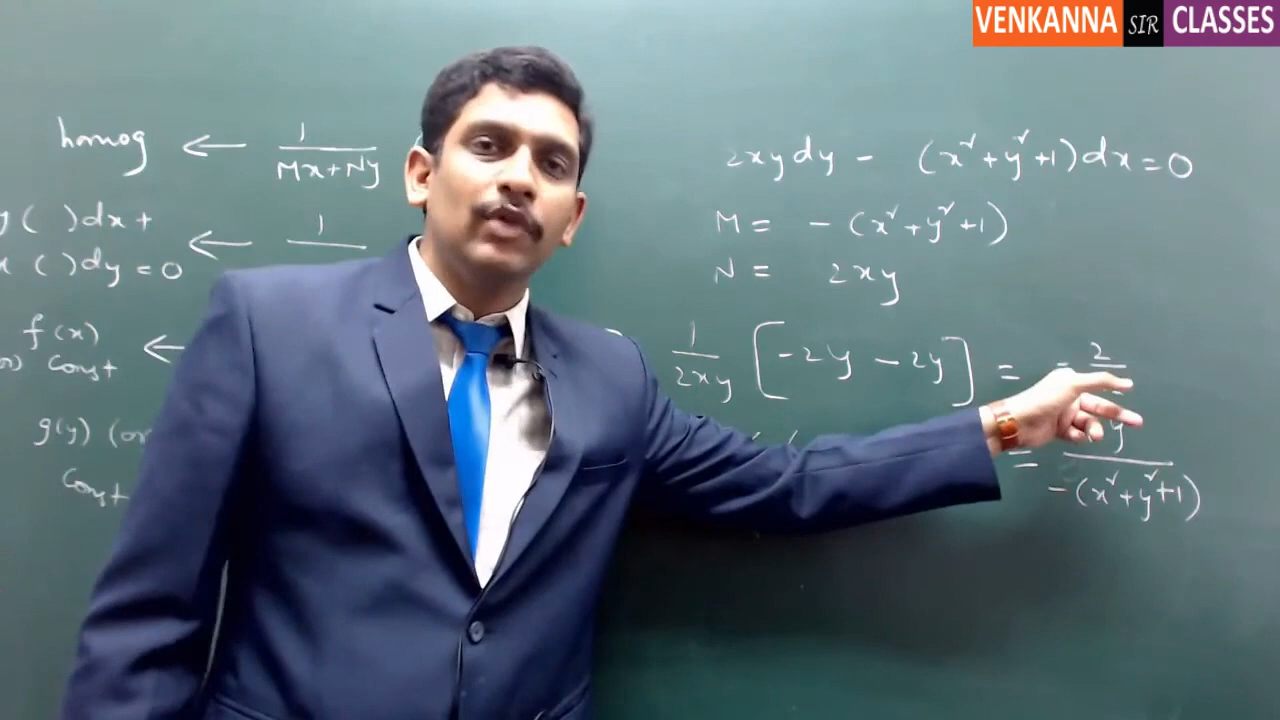 VENKANNA SIR CLASSES
homog ← 1/(Mx+Ny)
y ( )dx +
x ( )dy = 0 ← 1
f(x) ←
(or) Const
g(y) (or
Const
2xy dy - (x²+y²+1)dx = 0
M = -(x²+y²+1)
N = 2xy
1/(2xy) [-2y - 2y] = - 2
= y/-(x²+y²+1)